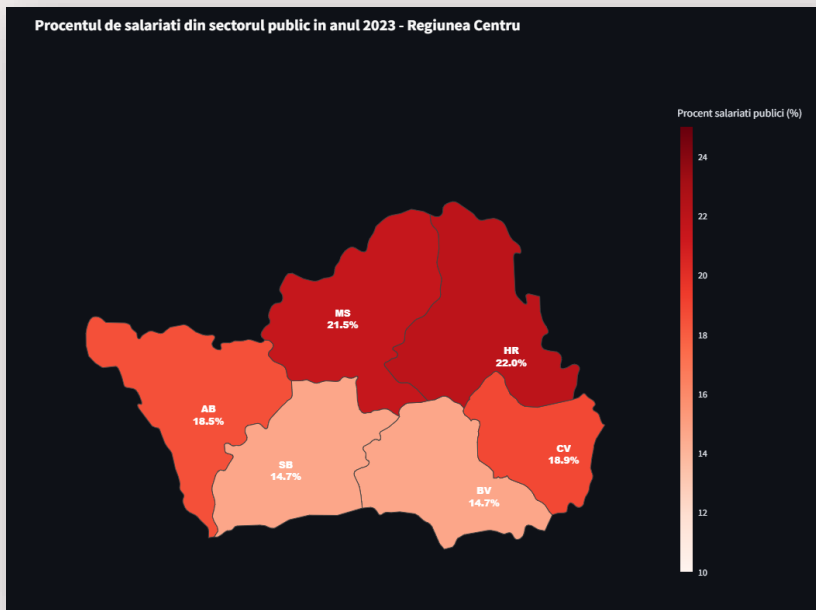 Procentul de salariati din sectorul public in anul 2023 - Regiunea Centru
Procent salariati publici (%)
24
22
20
18
16
14
12
10
MS
21.5%
HR
22.0%
AB
18.5%
CV
18.9%
SB
14.7%
BV
14.7%